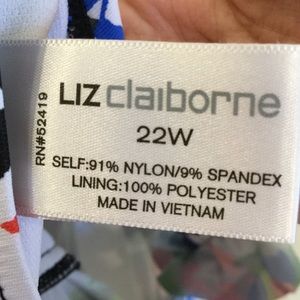 LIZ claiborne
22W
SELF:91% NYLON/9% SPANDEX
LINING:100% POLYESTER
MADE IN VIETNAM
RN#52419